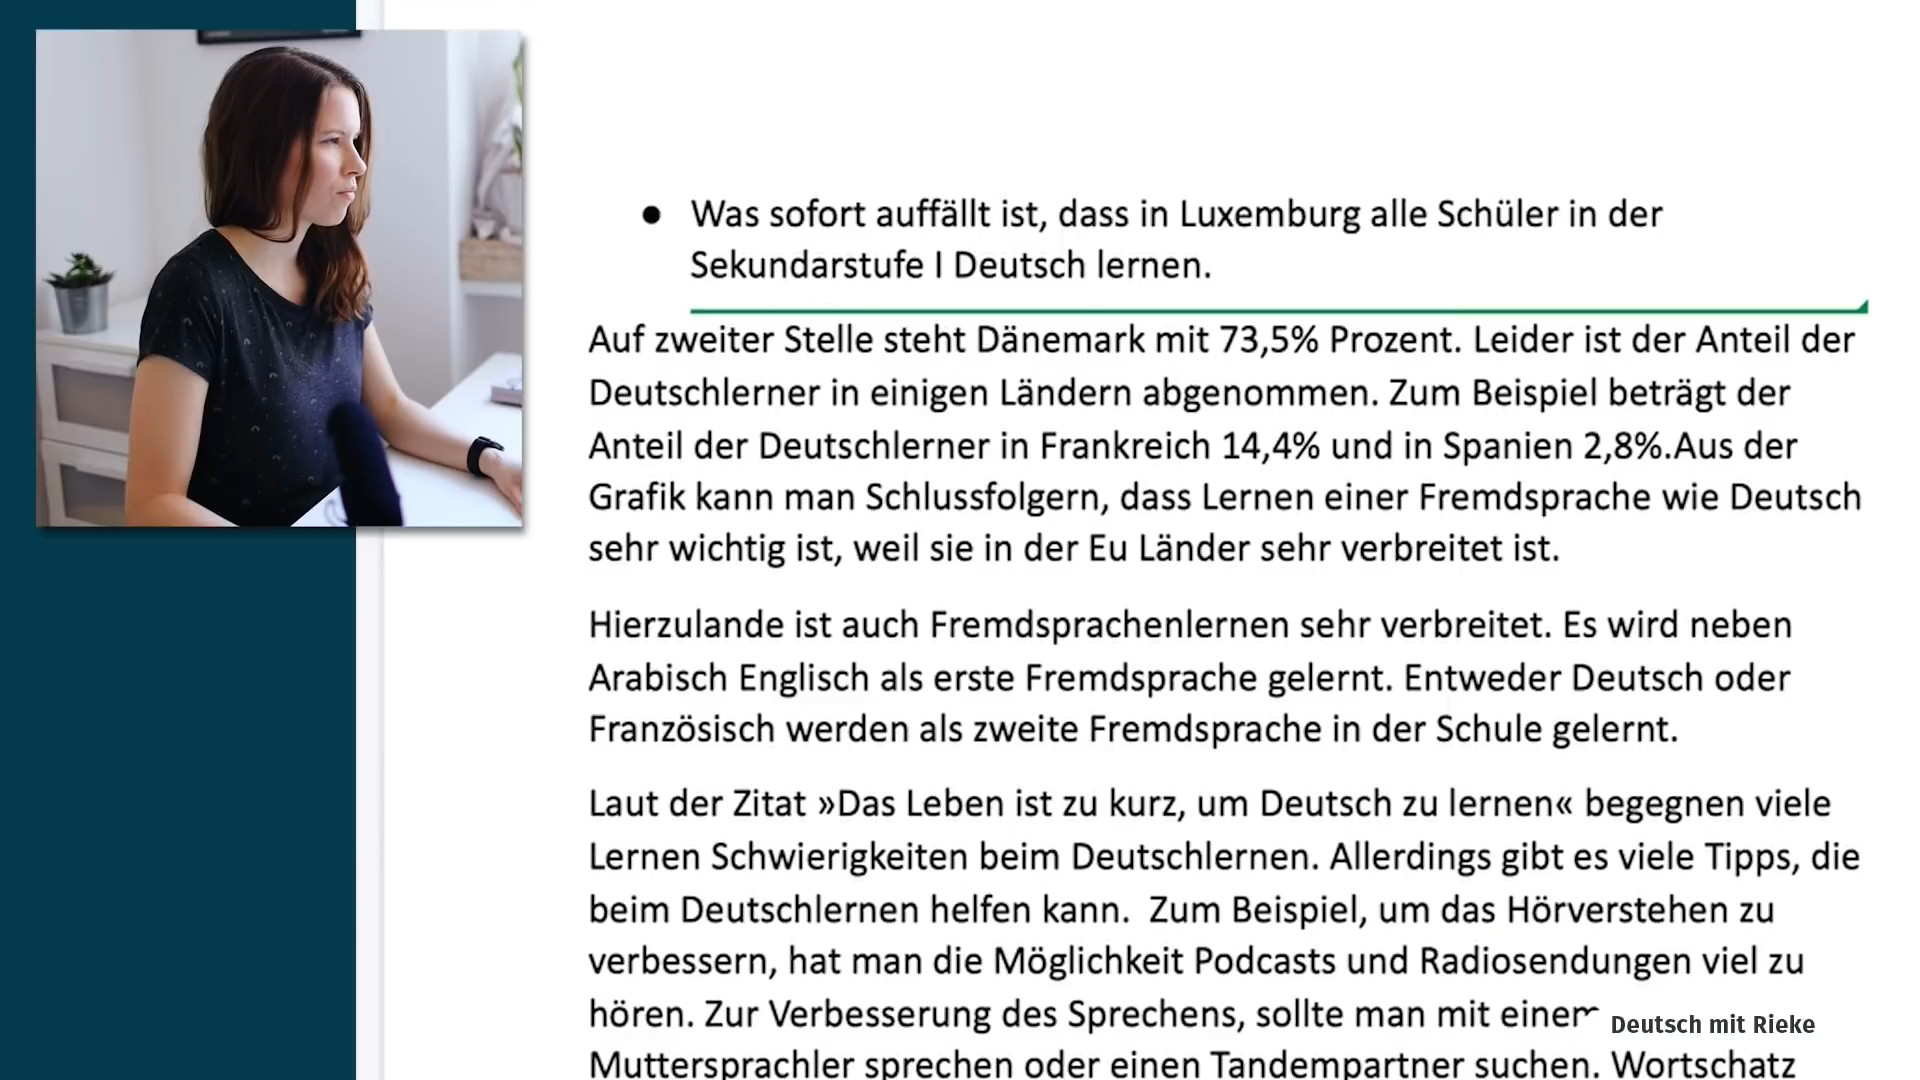 ● Was sofort auffällt ist, dass in Luxemburg alle Schüler in der
Sekundarstufe I Deutsch lernen.
Auf zweiter Stelle steht Dänemark mit 73,5% Prozent. Leider ist der Anteil der
Deutschlerner in einigen Ländern abgenommen. Zum Beispiel beträgt der
Anteil der Deutschlerner in Frankreich 14,4% und in Spanien 2,8%.Aus der
Grafik kann man Schlussfolgern, dass Lernen einer Fremdsprache wie Deutsch
sehr wichtig ist, weil sie in der Eu Länder sehr verbreitet ist.
Hierzulande ist auch Fremdsprachenlernen sehr verbreitet. Es wird neben
Arabisch Englisch als erste Fremdsprache gelernt. Entweder Deutsch oder
Französisch werden als zweite Fremdsprache in der Schule gelernt.
Laut der Zitat »Das Leben ist zu kurz, um Deutsch zu lernen« begegnen viele
Lernen Schwierigkeiten beim Deutschlernen. Allerdings gibt es viele Tipps, die
beim Deutschlernen helfen kann.  Zum Beispiel, um das Hörverstehen zu
verbessern, hat man die Möglichkeit Podcasts und Radiosendungen viel zu
hören. Zur Verbesserung des Sprechens, sollte man mit einem
Muttersprachler sprechen oder einen Tandempartner suchen. Wortschatz
Deutsch mit Rieke